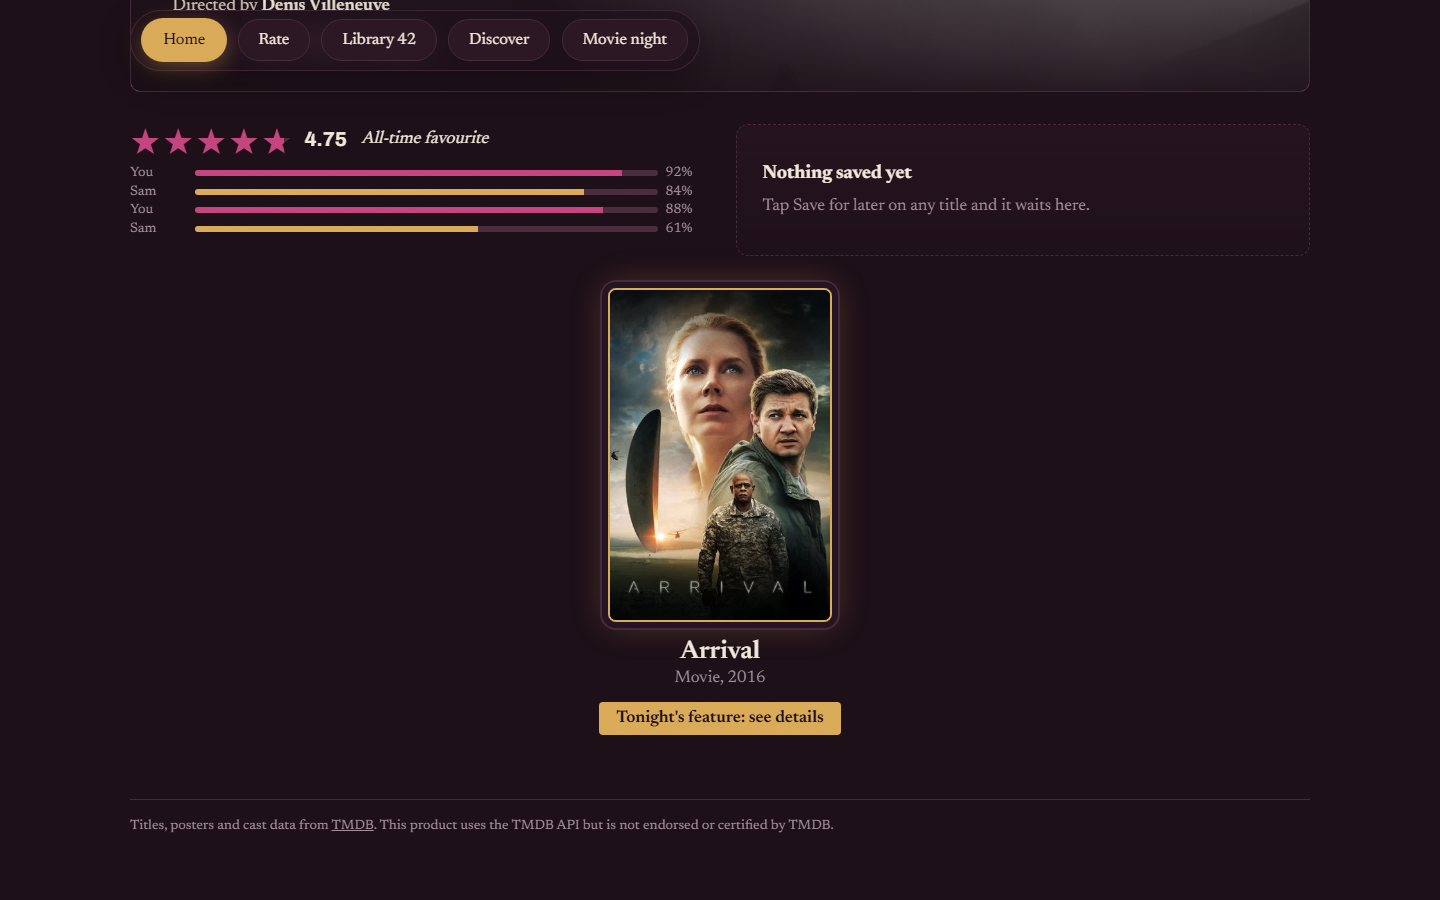 Directed by Denis Villeneuve
Home
Rate
Library 42
Discover
Movie night
4.75 All-time favourite
You 92%
Sam 84%
You 88%
Sam 61%
Nothing saved yet
Tap Save for later on any title and it waits here.
ARRIVAL
Arrival
Movie, 2016
Tonight's feature: see details
Titles, posters and cast data from TMDB. This product uses the TMDB API but is not endorsed or certified by TMDB.